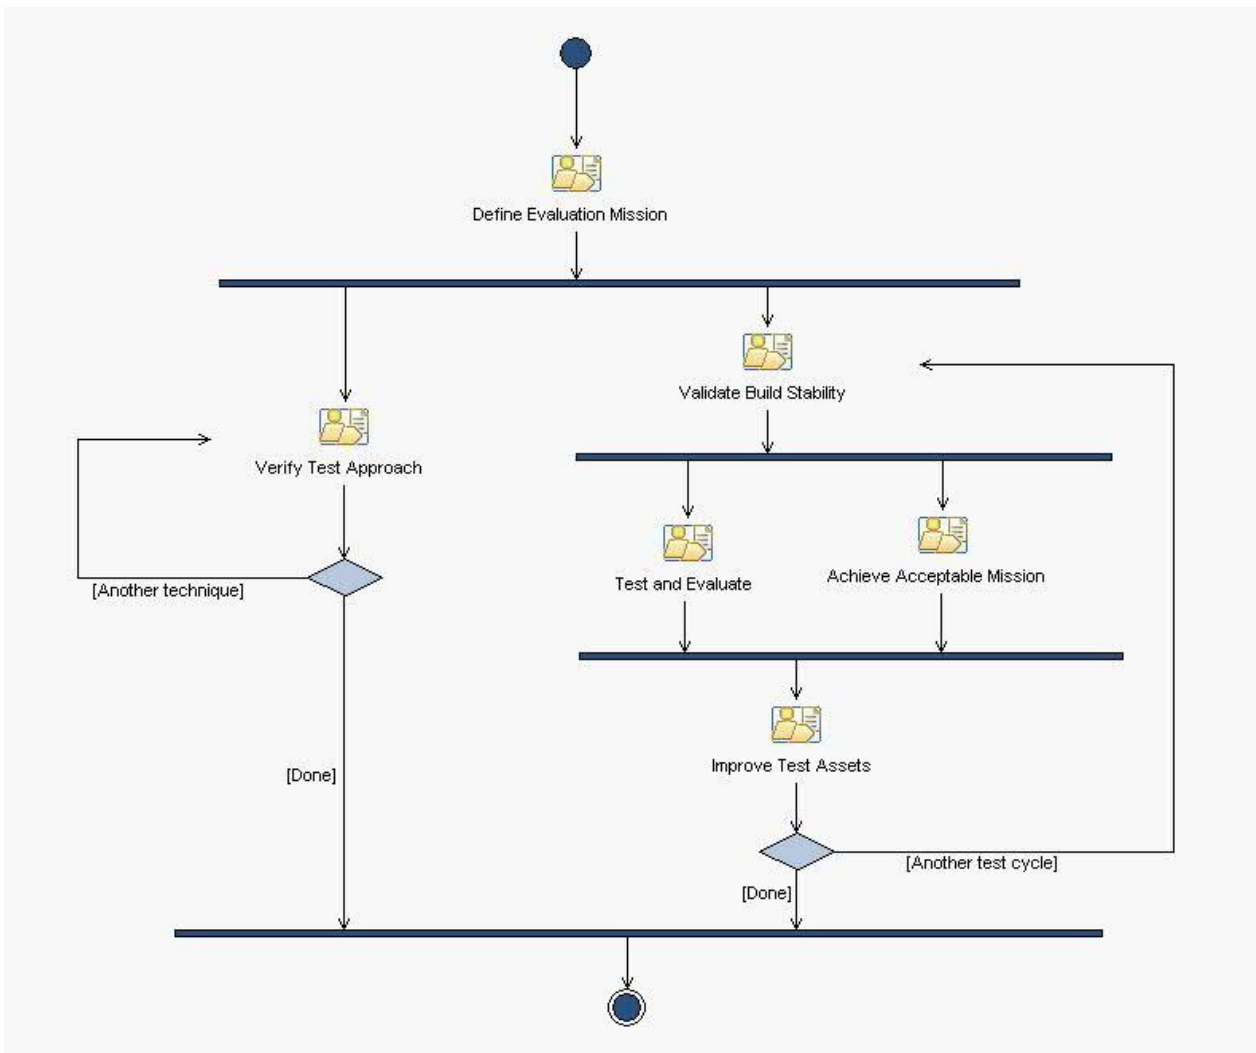 Define Evaluation Mission
Validate Build Stability
Verify Test Approach
Test and Evaluate
Achieve Acceptable Mission
[Another technique]
Improve Test Assets
[Done]
[Another test cycle]
[Done]